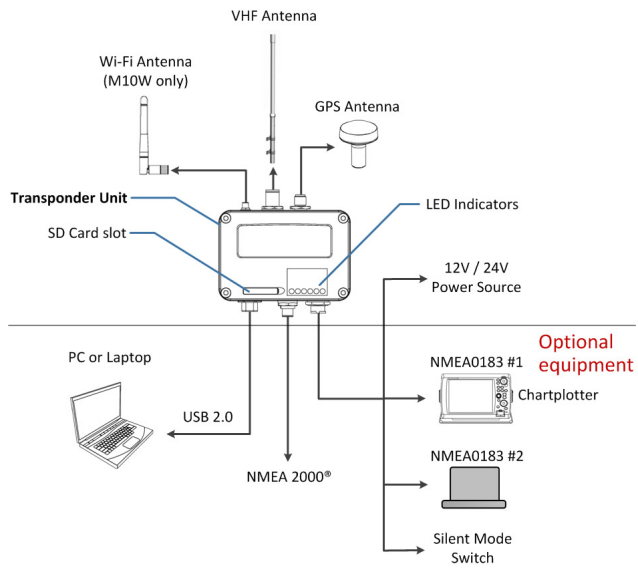 VHF Antenna
Wi-Fi Antenna
(M10W only)
GPS Antenna
Transponder Unit
LED Indicators
SD Card slot
12V / 24V
Power Source
Optional
equipment
PC or Laptop
NMEA0183 #1
Chartplotter
USB 2.0
NMEA 2000®
NMEA0183 #2
Silent Mode
Switch